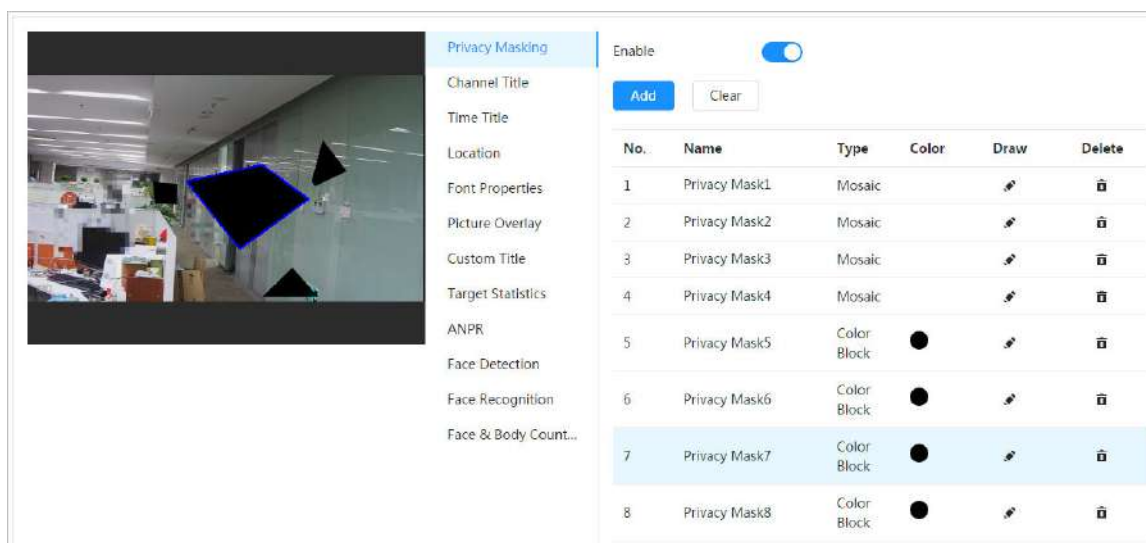 Privacy Masking
Channel Title
Time Title
Location
Font Properties
Picture Overlay
Custom Title
Target Statistics
ANPR
Face Detection
Face Recognition
Face & Body Count...
Enable
Add Clear
No. Name Type Color Draw Delete
1 Privacy Mask1 Mosaic
2 Privacy Mask2 Mosaic
3 Privacy Mask3 Mosaic
4 Privacy Mask4 Mosaic
5 Privacy Mask5 Color
Block
6 Privacy Mask6 Color
Block
7 Privacy Mask7 Color
Block
8 Privacy Mask8 Color
Block